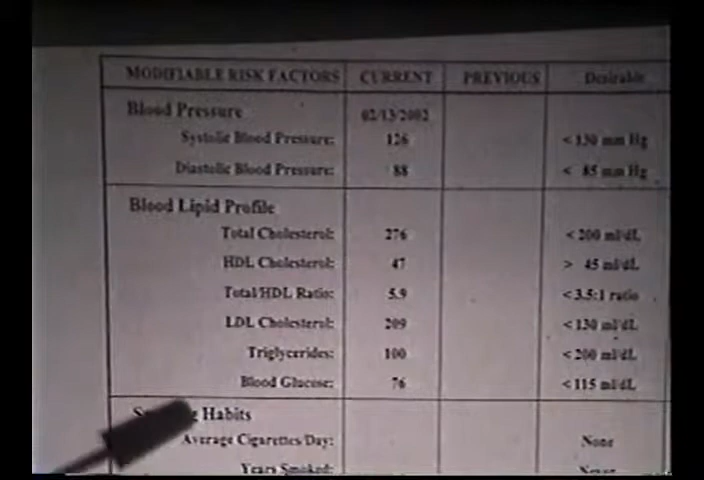 MODIFIABLE RISK FACTORS CURRENT PREVIOUS Desirable
Blood Pressure 02/13/2002
Systolic Blood Pressure: 126 < 130 mm Hg
Diastolic Blood Pressure: 88 < 85 mm Hg
Blood Lipid Profile
Total Cholesterol: 276 < 200 ml/dL
HDL Cholesterol: 47 > 45 ml/dL
Total/HDL Ratio: 5.9 < 3.5:1 ratio
LDL Cholesterol: 209 < 130 ml/dL
Triglycerides: 100 < 200 ml/dL
Blood Glucose: 76 < 115 ml/dL
Habits
Average Cigarettes/Day: None
Years Smoked: Never